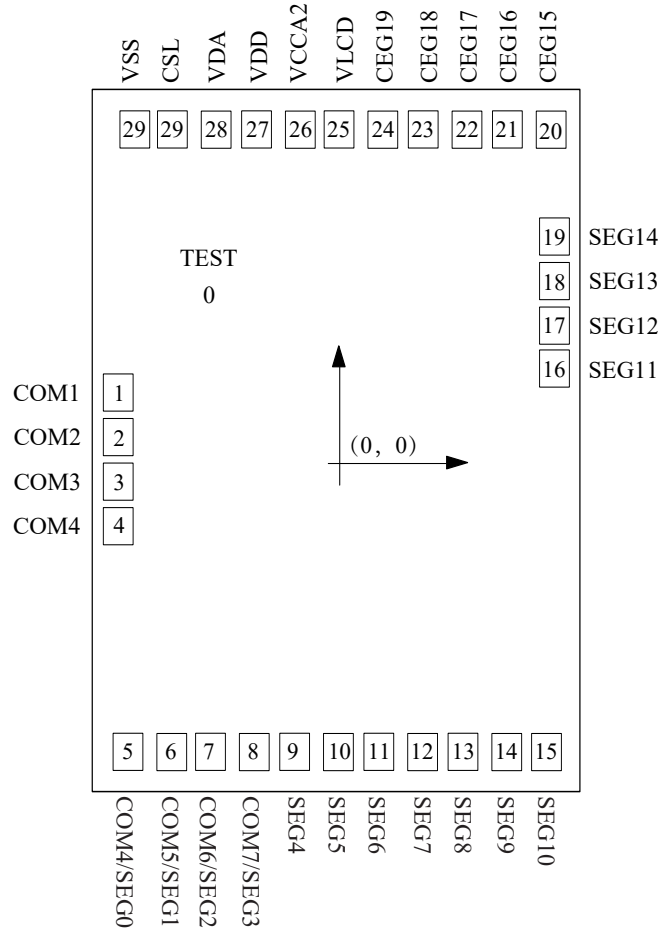 VSS
CSL
VDA
VDD
VCCA2
VLCD
CEG19
CEG18
CEG17
CEG16
CEG15
29
29
28
27
26
25
24
23
22
21
20
19 SEG14
18 SEG13
17 SEG12
16 SEG11
TEST
0
(0, 0)
COM1 1
COM2 2
COM3 3
COM4 4
5
6
7
8
9
10
11
12
13
14
15
COM4/SEG0
COM5/SEG1
COM6/SEG2
COM7/SEG3
SEG4
SEG5
SEG6
SEG7
SEG8
SEG9
SEG10